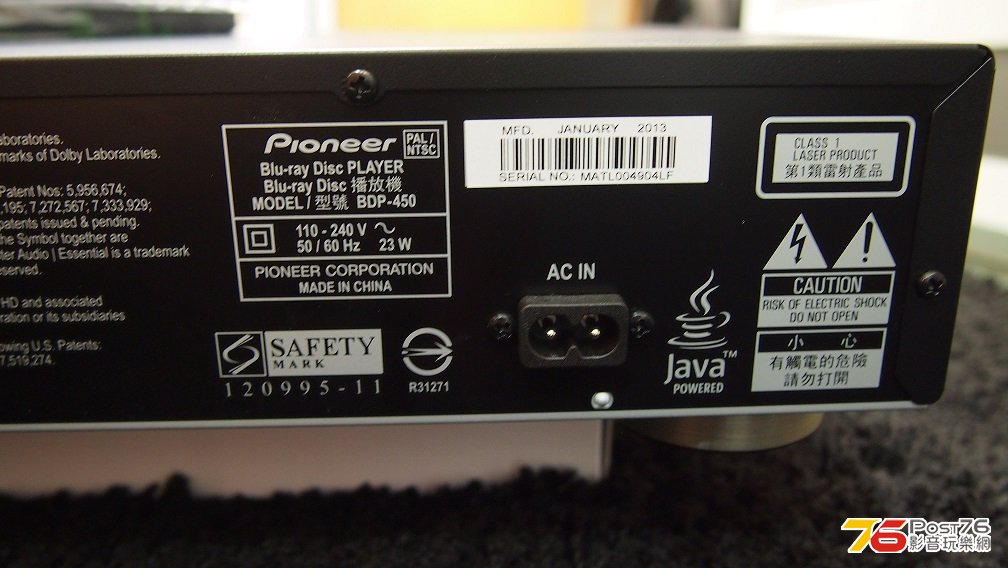 aboratories.
marks of Dolby Laboratories.
Patent Nos: 5,956,674;
,195; 7,272,567; 7,333,929;
patents issued & pending.
the Symbol together are
ter Audio | Essential is a trademark
eserved.
HD and associated
ration or its subsidiaries
owing U.S. Patents:
7,519,274.
Pioneer
PAL/
NTSC
Blu-ray Disc PLAYER
Blu-ray Disc 播放機
MODEL/型號 BDP-450
110 - 240 V
50 / 60 Hz 23 W
PIONEER CORPORATION
MADE IN CHINA
SAFETY
MARK
120995-11
R31271
MFD. JANUARY 2013
SERIAL NO.: MATL004904LF
AC IN
Java™
POWERED
CLASS 1
LASER PRODUCT
第1類雷射產品
CAUTION
RISK OF ELECTRIC SHOCK
DO NOT OPEN
小 心
有觸電的危險
請勿打開
76 Post76
影音玩樂網